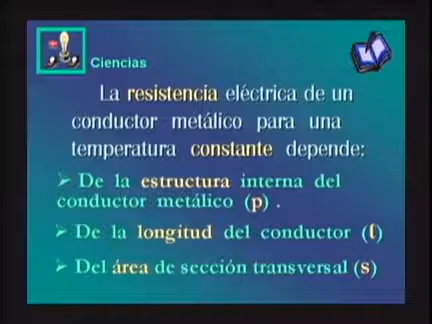 Ciencias
La resistencia eléctrica de un
conductor metálico para una
temperatura constante depende:
➢ De la estructura interna del
conductor metálico (p) .
➢ De la longitud del conductor (ℓ)
➢ Del área de sección transversal (s)